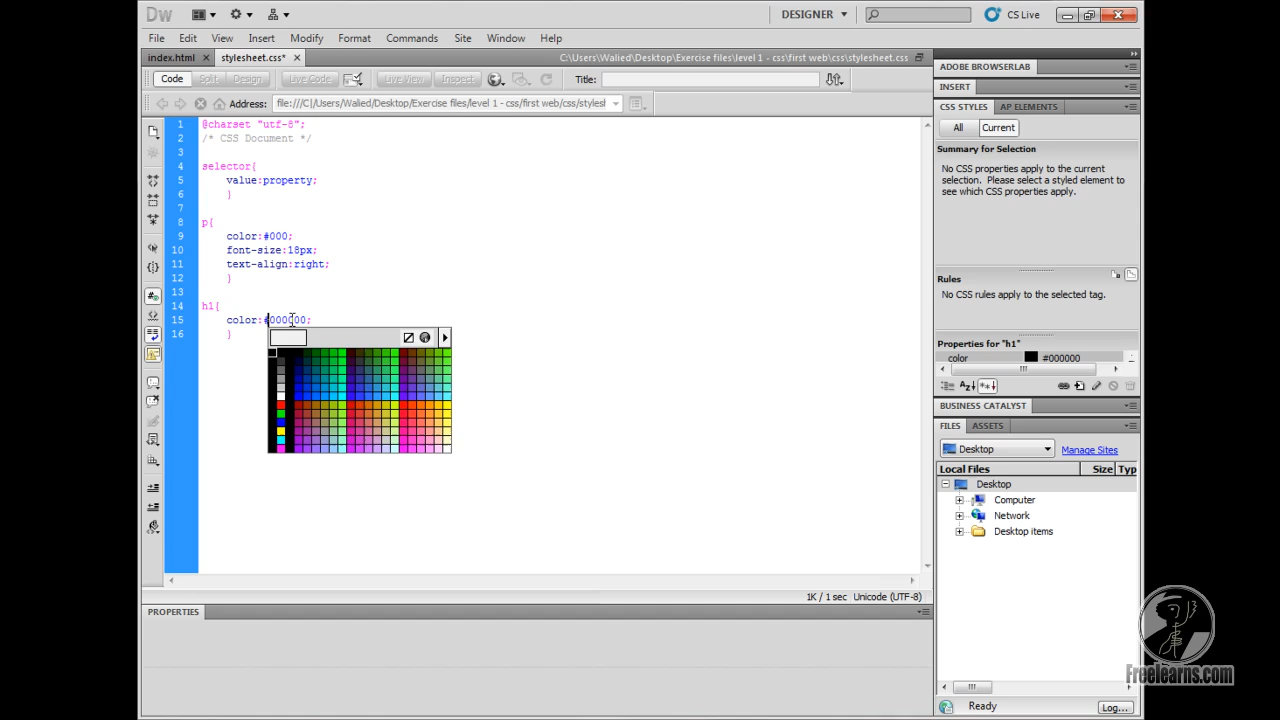 Dw
DESIGNER
CS Live
File Edit View Insert Modify Format Commands Site Window Help
index.html
stylesheet.css*
C:\Users\Walied\Desktop\Exercise files\level 1 - css\first web\css\stylesheet.css
Code Split Design Live Code Live View Inspect Title:
Address: file:///C|/Users/Walied/Desktop/Exercise files/level 1 - css/first web/css/stylesl
1 @charset "utf-8";
2 /* CSS Document */
3
4 selector{
5 value:property;
6 }
7
8 p{
9 color:#000;
10 font-size:18px;
11 text-align:right;
12 }
13
14 h1{
15 color:#000000;
16 }
1K / 1 sec Unicode (UTF-8)
PROPERTIES
ADOBE BROWSERLAB
INSERT
CSS STYLES AP ELEMENTS
All Current
Summary for Selection
No CSS properties apply to the current
selection. Please select a styled element to
see which CSS properties apply.
Rules
No CSS rules apply to the selected tag.
Properties for "h1"
color #000000
BUSINESS CATALYST
FILES ASSETS
Desktop Manage Sites
Local Files Size Typ
Desktop
Computer
Network
Desktop items
Ready Log...
Freelearns.com